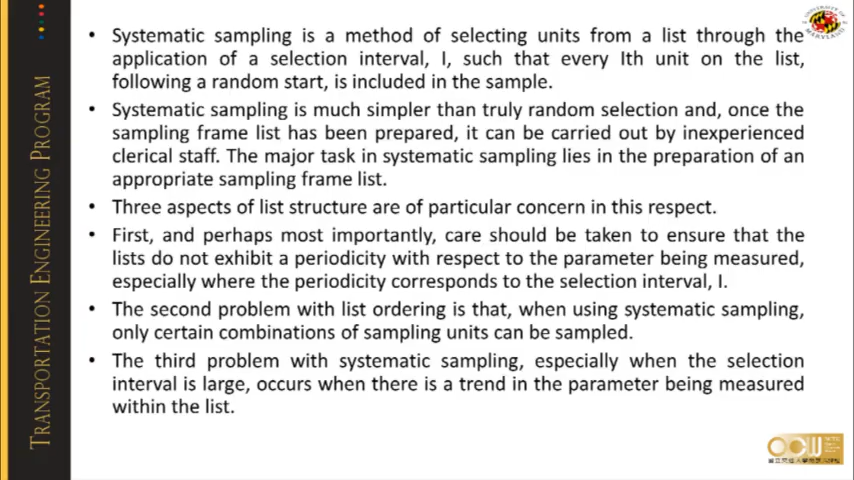 • Systematic sampling is a method of selecting units from a list through the
application of a selection interval, I, such that every Ith unit on the list,
following a random start, is included in the sample.
• Systematic sampling is much simpler than truly random selection and, once the
sampling frame list has been prepared, it can be carried out by inexperienced
clerical staff. The major task in systematic sampling lies in the preparation of an
appropriate sampling frame list.
• Three aspects of list structure are of particular concern in this respect.
• First, and perhaps most importantly, care should be taken to ensure that the
lists do not exhibit a periodicity with respect to the parameter being measured,
especially where the periodicity corresponds to the selection interval, I.
• The second problem with list ordering is that, when using systematic sampling,
only certain combinations of sampling units can be sampled.
• The third problem with systematic sampling, especially when the selection
interval is large, occurs when there is a trend in the parameter being measured
within the list.
TRANSPORTATION ENGINEERING PROGRAM
UNIVERSITY OF
MARYLAND
OCW